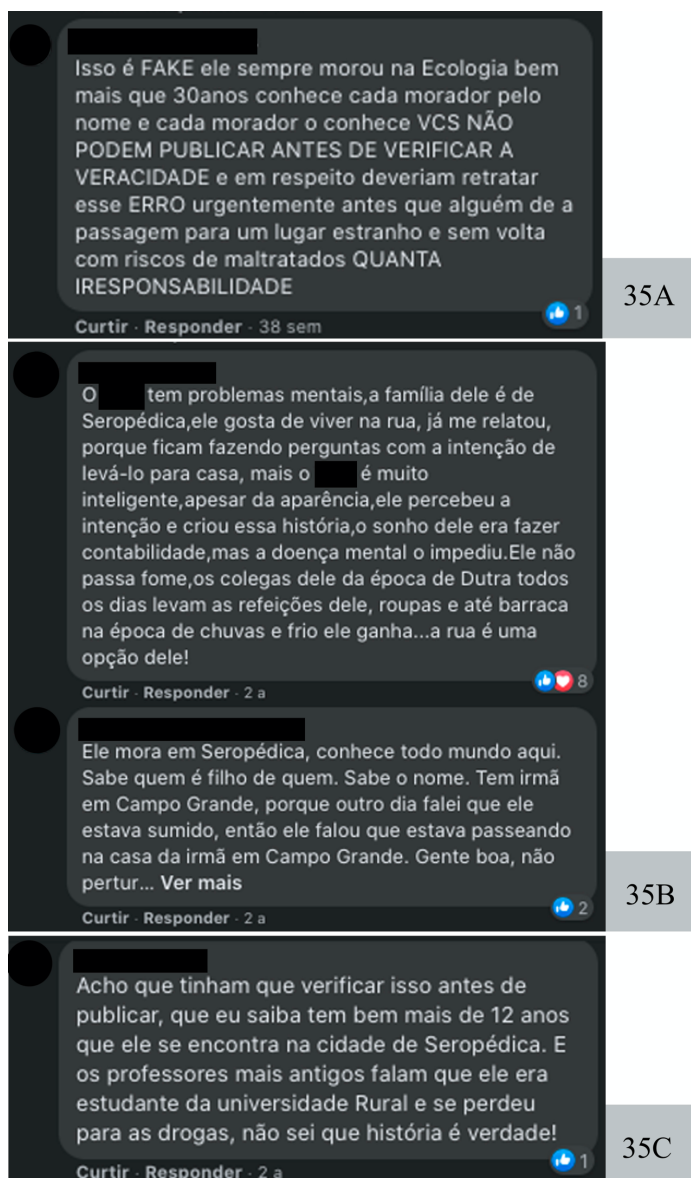 Isso é FAKE ele sempre morou na Ecologia bem
mais que 30anos conhece cada morador pelo
nome e cada morador o conhece VCS NÃO
PODEM PUBLICAR ANTES DE VERIFICAR A
VERACIDADE e em respeito deveriam retratar
esse ERRO urgentemente antes que alguém de a
passagem para um lugar estranho e sem volta
com riscos de maltratados QUANTA
IRESPONSABILIDADE
1
Curtir · Responder · 38 sem
35A
O tem problemas mentais,a família dele é de
Seropédica,ele gosta de viver na rua, já me relatou,
porque ficam fazendo perguntas com a intenção de
levá-lo para casa, mais o é muito
inteligente,apesar da aparência,ele percebeu a
intenção e criou essa história,o sonho dele era fazer
contabilidade,mas a doença mental o impediu.Ele não
passa fome,os colegas dele da época de Dutra todos
os dias levam as refeições dele, roupas e até barraca
na época de chuvas e frio ele ganha...a rua é uma
opção dele!
8
Curtir · Responder · 2 a
Ele mora em Seropédica, conhece todo mundo aqui.
Sabe quem é filho de quem. Sabe o nome. Tem irmã
em Campo Grande, porque outro dia falei que ele
estava sumido, então ele falou que estava passeando
na casa da irmã em Campo Grande. Gente boa, não
pertur... Ver mais
2
Curtir · Responder · 2 a
35B
Acho que tinham que verificar isso antes de
publicar, que eu saiba tem bem mais de 12 anos
que ele se encontra na cidade de Seropédica. E
os professores mais antigos falam que ele era
estudante da universidade Rural e se perdeu
para as drogas, não sei que história é verdade!
1
Curtir · Responder · 2 a
35C